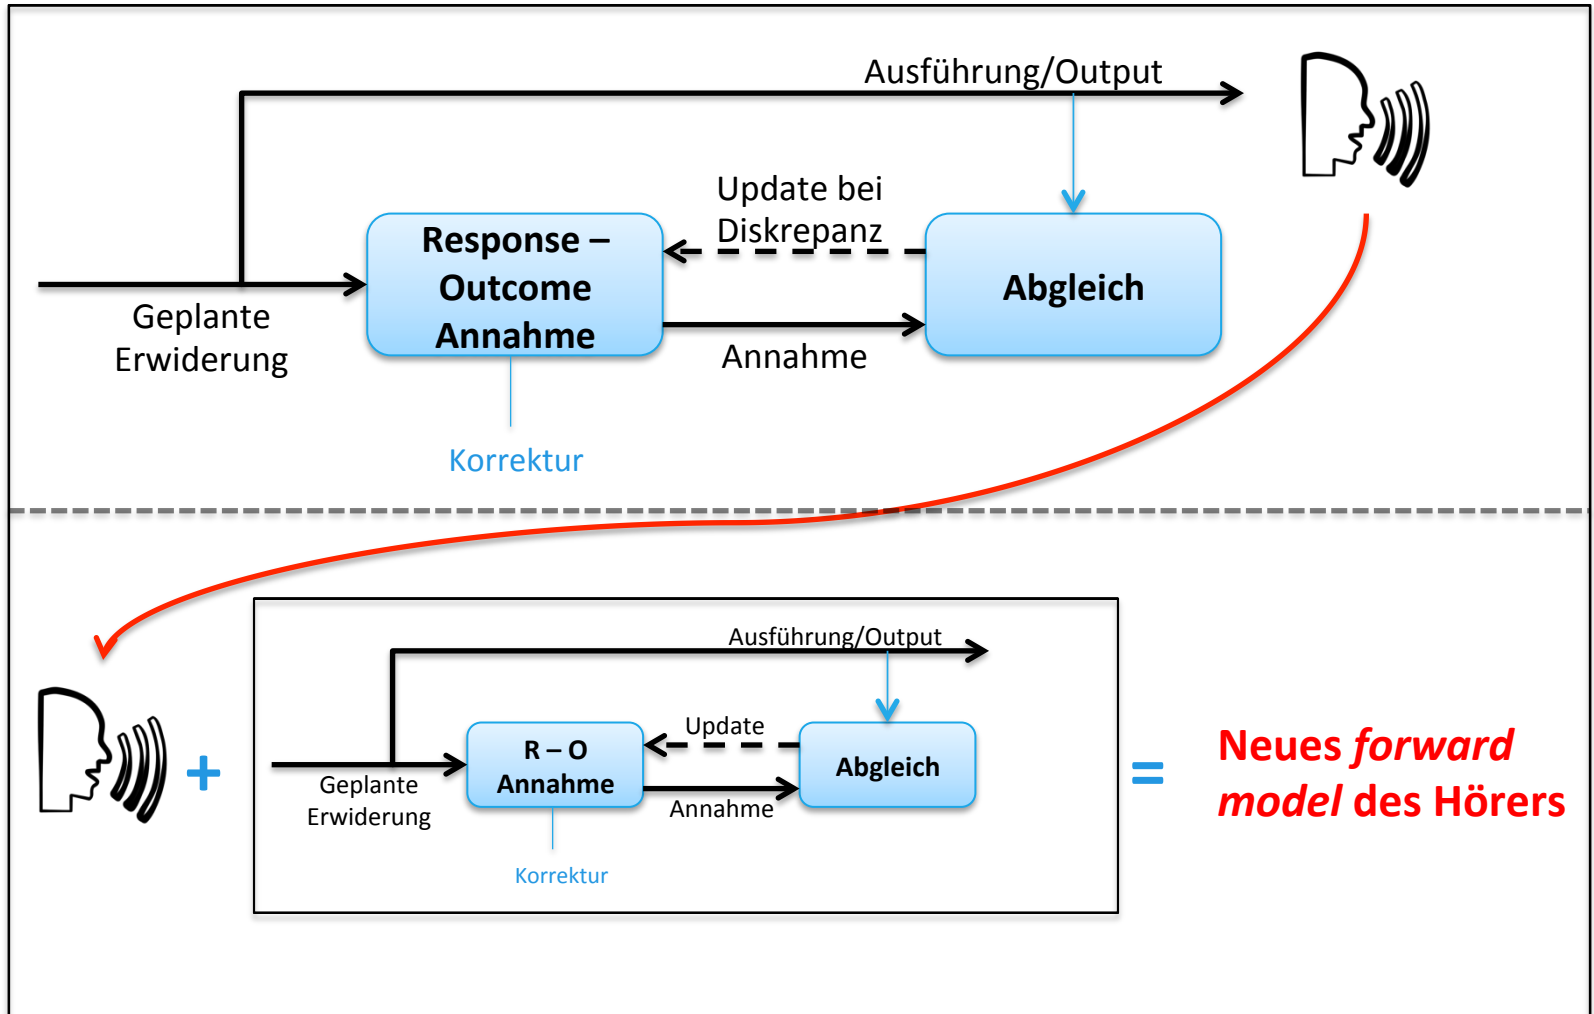 Ausführung/Output
Update bei
Diskrepanz
Response –
Outcome
Annahme
Abgleich
Geplante
Erwiderung
Annahme
Korrektur
Ausführung/Output
Update
R – O
Annahme
Abgleich
Geplante
Erwiderung
Annahme
Korrektur
+
=
Neues forward
model des Hörers